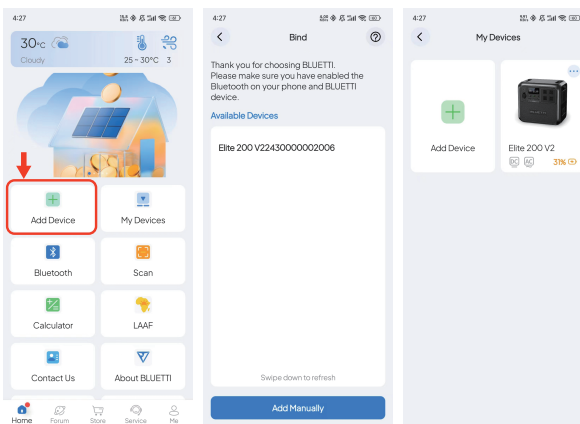 4:27
30°C
Cloudy
25 ~ 30°C 3
Add Device
My Devices
Bluetooth
Scan
Calculator
LAAF
Contact Us
About BLUETTI
Home
Forum
Store
Service
Me
4:27
Bind
Thank you for choosing BLUETTI.
Please make sure you have enabled the
Bluetooth on your phone and BLUETTI
device.
Available Devices
Elite 200 V22430000002006
Swipe down to refresh
Add Manually
4:27
My Devices
Add Device
Elite 200 V2
DC AC 31%